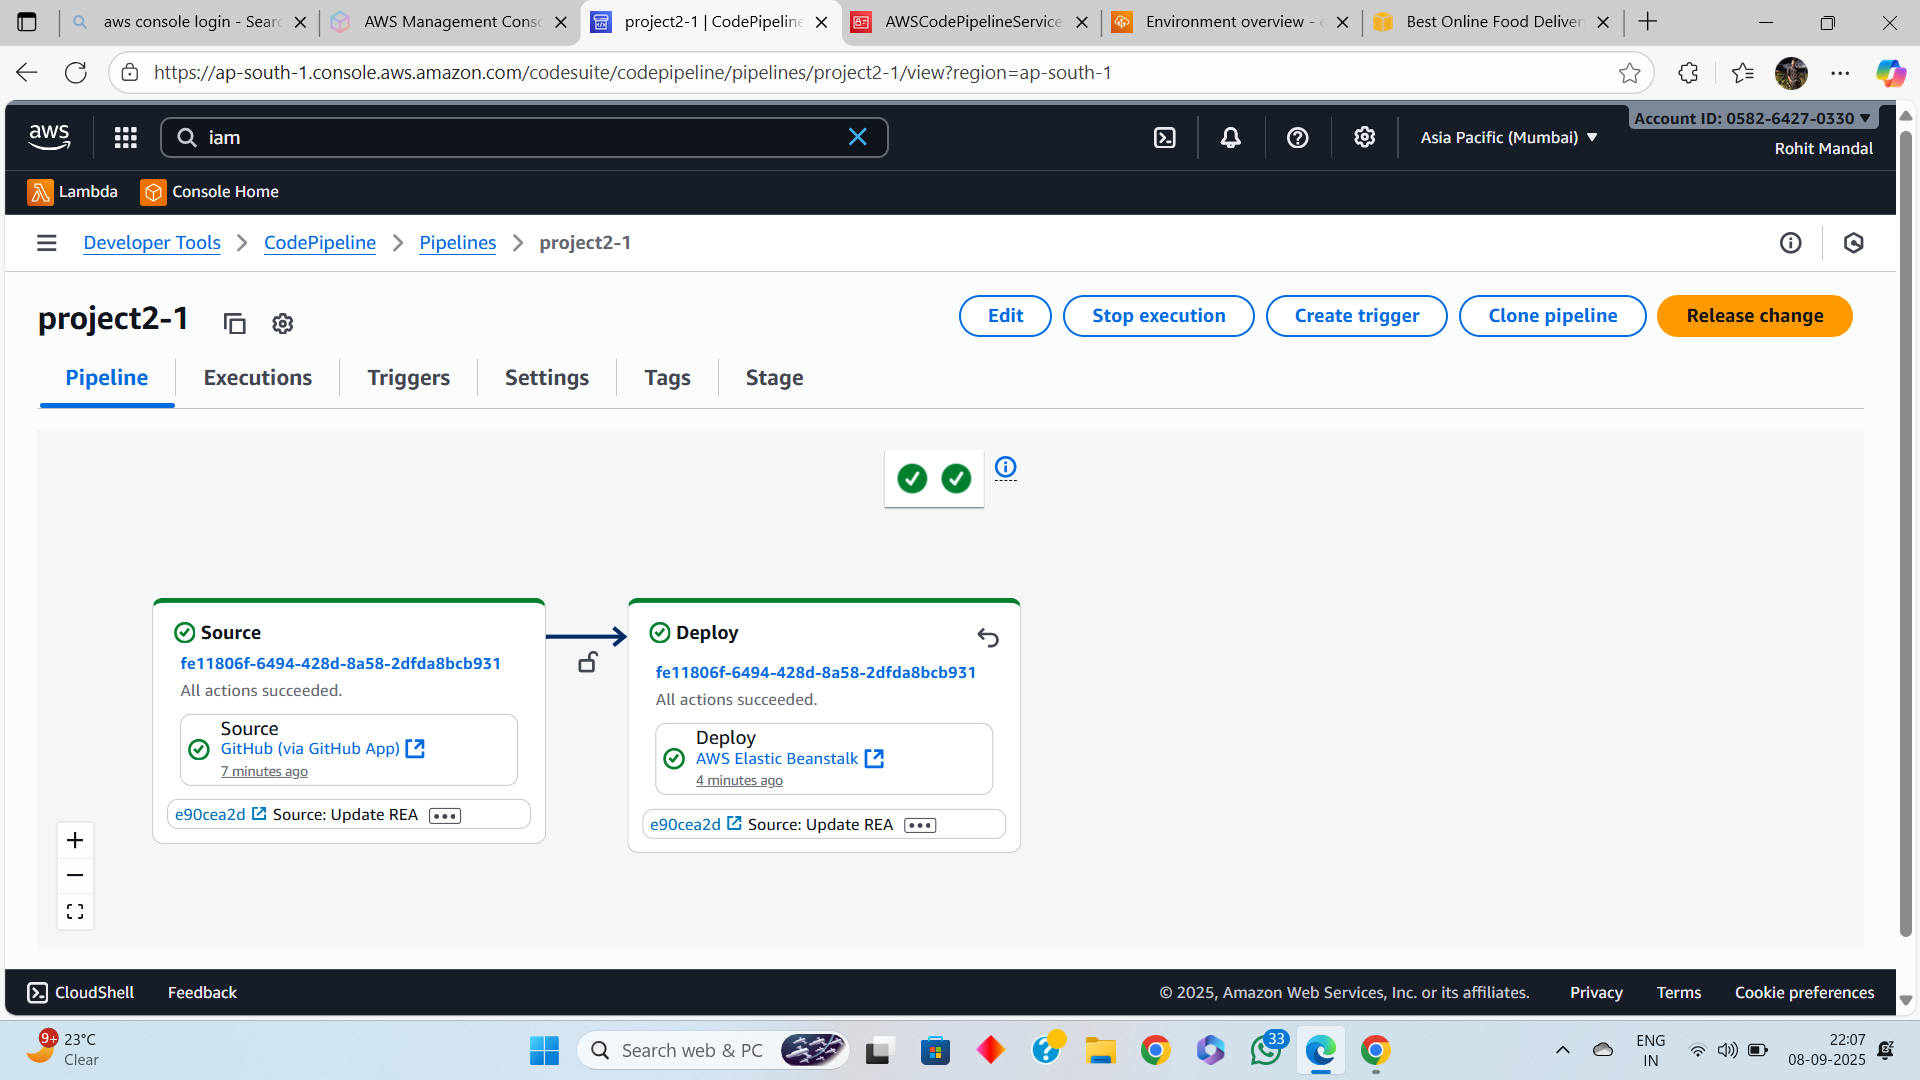 aws console login - Sear
AWS Management Conso
project2-1 | CodePipeline
AWSCodePipelineService
Environment overview - e
Best Online Food Deliver
https://ap-south-1.console.aws.amazon.com/codesuite/codepipeline/pipelines/project2-1/view?region=ap-south-1
aws
iam
Asia Pacific (Mumbai)
Account ID: 0582-6427-0330
Rohit Mandal
Lambda
Console Home
Developer Tools
CodePipeline
Pipelines
project2-1
project2-1
Edit
Stop execution
Create trigger
Clone pipeline
Release change
Pipeline
Executions
Triggers
Settings
Tags
Stage
Source
fe11806f-6494-428d-8a58-2dfda8bcb931
All actions succeeded.
Source
GitHub (via GitHub App)
7 minutes ago
e90cea2d Source: Update REA
Deploy
fe11806f-6494-428d-8a58-2dfda8bcb931
All actions succeeded.
Deploy
AWS Elastic Beanstalk
4 minutes ago
e90cea2d Source: Update REA
CloudShell
Feedback
© 2025, Amazon Web Services, Inc. or its affiliates.
Privacy
Terms
Cookie preferences
9+
23°C
Clear
Search web & PC
33
ENG
IN
22:07
08-09-2025